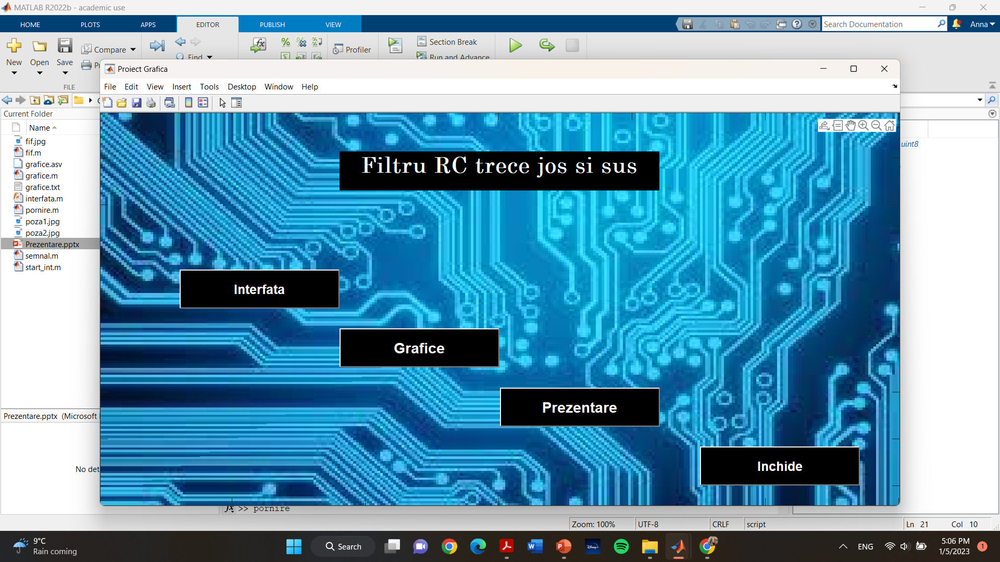 MATLAB R2022b - academic use
HOME PLOTS APPS EDITOR PUBLISH VIEW
Search Documentation
Anna
New Open Save
Compare
Find
Profiler
Section Break
Run and Advance
FILE
Current Folder
Name
fif.jpg
fif.m
grafice.asv
grafice.m
grafice.txt
interfata.m
pornire.m
poza1.jpg
poza2.jpg
Prezentare.pptx
semnal.m
start_int.m
Prezentare.pptx (Microsoft
No det
uint8
Proiect Grafica
File Edit View Insert Tools Desktop Window Help
Filtru RC trece jos si sus
Interfata
Grafice
Prezentare
Inchide
fx >> pornire
Zoom: 100% UTF-8 CRLF script Ln 21 Col 10
9°C
Rain coming
Search
Disney+
ENG
5:06 PM
1/5/2023
1